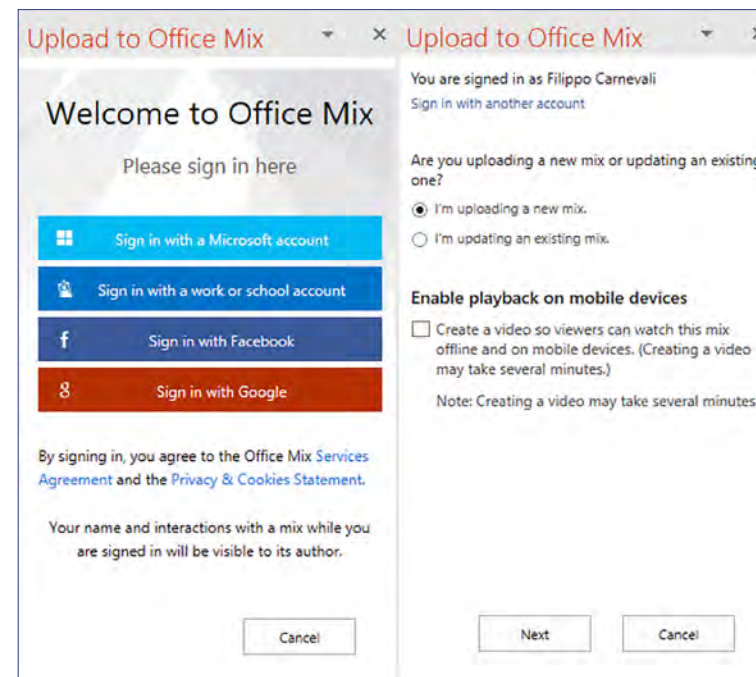 Upload to Office Mix
Welcome to Office Mix
Please sign in here
Sign in with a Microsoft account
Sign in with a work or school account
f Sign in with Facebook
8 Sign in with Google
By signing in, you agree to the Office Mix Services
Agreement and the Privacy & Cookies Statement.
Your name and interactions with a mix while you
are signed in will be visible to its author.
Cancel
Upload to Office Mix
You are signed in as Filippo Carnevali
Sign in with another account
Are you uploading a new mix or updating an existing
one?
I'm uploading a new mix.
I'm updating an existing mix.
Enable playback on mobile devices
Create a video so viewers can watch this mix
offline and on mobile devices. (Creating a video
may take several minutes.)
Note: Creating a video may take several minutes
Next
Cancel